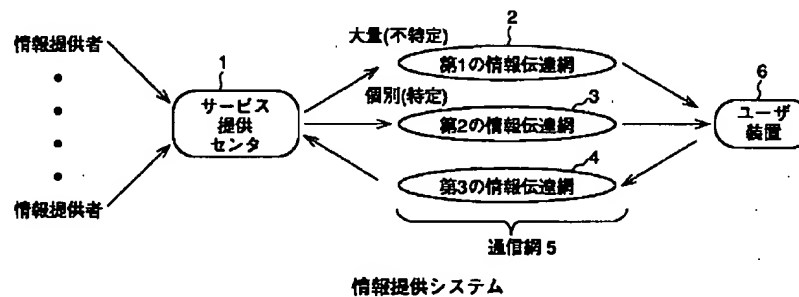 情報提供者
情報提供者
1
サービス
提供
センタ
大量(不特定)
2
第1の情報伝達網
個別(特定)
3
第2の情報伝達網
4
第3の情報伝達網
通信網 5
6
ユーザ
装置
情報提供システム